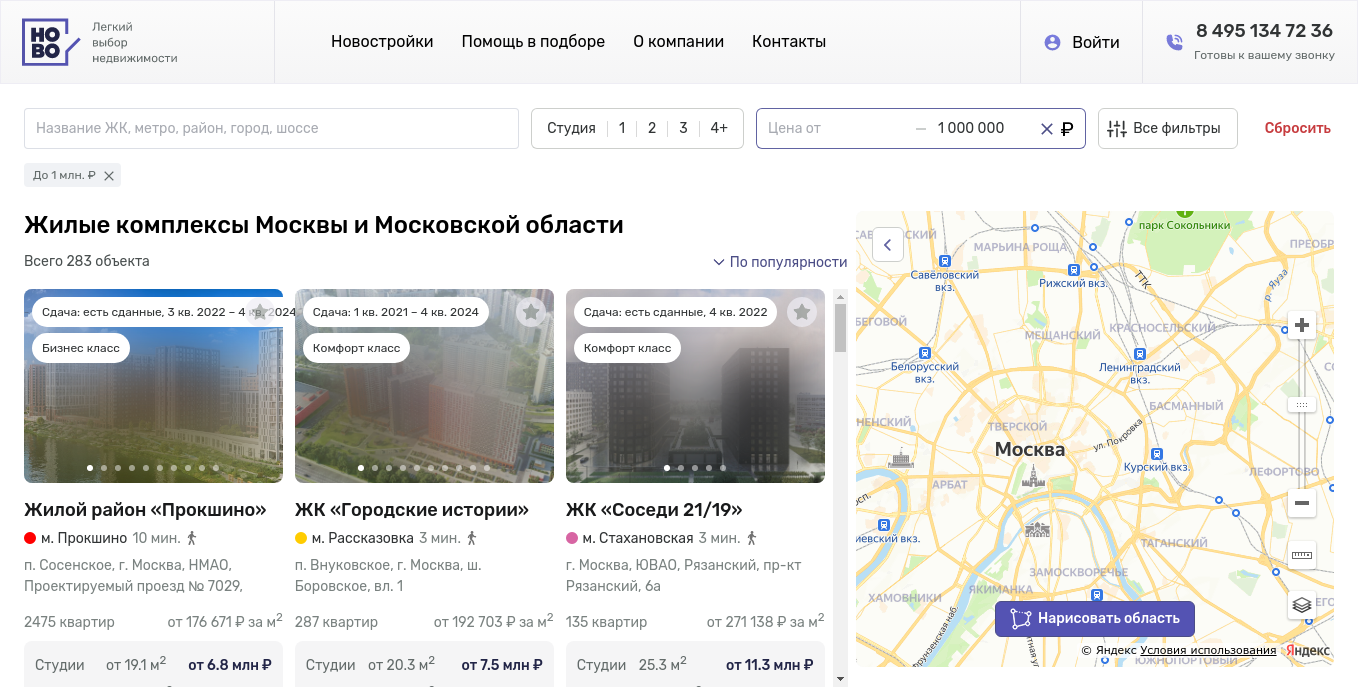 НО
ВО
Легкий
выбор
недвижимости
Новостройки
Помощь в подборе
О компании
Контакты
Войти
8 495 134 72 36
Готовы к вашему звонку
Название ЖК, метро, район, город, шоссе
Студия 1 2 3 4+
Цена от — 1 000 000 ₽
Все фильтры
Сбросить
До 1 млн. ₽
Жилые комплексы Москвы и Московской области
Всего 283 объекта
По популярности
Сдача: есть сданные, 3 кв. 2022 – 4 кв. 2024
Бизнес класс
Жилой район «Прокшино»
м. Прокшино 10 мин.
п. Сосенское, г. Москва, НМАО,
Проектируемый проезд № 7029,
2475 квартир от 176 671 ₽ за м2
Студии от 19.1 м2 от 6.8 млн ₽
Сдача: 1 кв. 2021 – 4 кв. 2024
Комфорт класс
ЖК «Городские истории»
м. Рассказовка 3 мин.
п. Внуковское, г. Москва, ш.
Боровское, вл. 1
287 квартир от 192 703 ₽ за м2
Студии от 20.3 м2 от 7.5 млн ₽
Сдача: есть сданные, 4 кв. 2022
Комфорт класс
ЖК «Соседи 21/19»
м. Стахановская 3 мин.
г. Москва, ЮВАО, Рязанский, пр-кт
Рязанский, 6а
135 квартир от 271 138 ₽ за м2
Студии 25.3 м2 от 11.3 млн ₽
парк Сокольники
МАРЬИНА РОЩА
ПРЕОБР
Савёловский
вкз.
Рижский вкз.
ТТК
р. Яуза
БЕГОВОЙ
МЕЩАНСКИЙ
КРАСНОСЕЛЬСКИЙ
Белорусский
вкз.
Ленинградский
вкз.
БАСМАННЫЙ
НЕНСКИЙ
ТВЕРСКОЙ
ул. Покровка
Москва
Курский вкз.
ЛЕФОРТОВО
АРБАТ
иевский вкз.
ТАГАНСКИЙ
ЗАМОСКВОРЕЧЬЕ
ЯКИМАНКА
ХАМОВНИКИ
Нарисовать область
© Яндекс Условия использования
Яндекс
ЮЖНОПОРТОВЫЙ